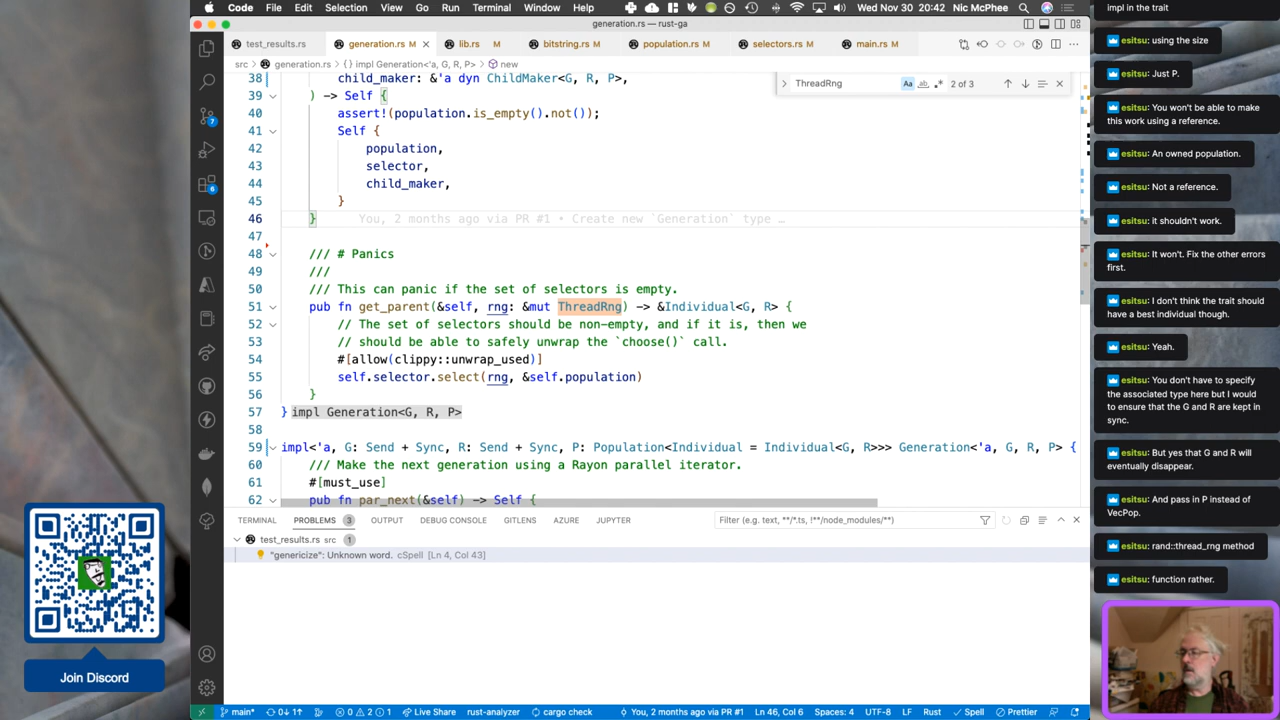 Code File Edit Selection View Go Run Terminal Window Help
Wed Nov 30 20:42 Nic McPhee
generation.rs — rust-ga
test_results.rs
generation.rs M
lib.rs M
bitstring.rs M
population.rs M
selectors.rs M
main.rs M
src > generation.rs > {} impl Generation<'a, G, R, P> > new
ThreadRng
Aa
2 of 3
38 child_maker: &'a dyn ChildMaker<G, R, P>,
39 ) -> Self {
40 assert!(population.is_empty().not());
41 Self {
42 population,
43 selector,
44 child_maker,
45 }
46 } You, 2 months ago via PR #1 • Create new `Generation` type …
47
48 /// # Panics
49 ///
50 /// This can panic if the set of selectors is empty.
51 pub fn get_parent(&self, rng: &mut ThreadRng) -> &Individual<G, R> {
52 // The set of selectors should be non-empty, and if it is, then we
53 // should be able to safely unwrap the `choose()` call.
54 #[allow(clippy::unwrap_used)]
55 self.selector.select(rng, &self.population)
56 }
57 } impl Generation<G, R, P>
58
59 impl<'a, G: Send + Sync, R: Send + Sync, P: Population<Individual = Individual<G, R>>> Generation<'a, G, R, P> {
60 /// Make the next generation using a Rayon parallel iterator.
61 #[must_use]
62 pub fn par_next(&self) -> Self {
TERMINAL PROBLEMS 3 OUTPUT DEBUG CONSOLE GITLENS AZURE JUPYTER
Filter (e.g. text, **/*.ts, !**/node_modules/**)
test_results.rs 1
"genericize": Unknown word. cSpell [Ln 4, Col 43]
main* 0↓ 1↑ 0 2 1 Live Share rust-analyzer cargo check You, 2 months ago via PR #1 Ln 46, Col 6 Spaces: 4 UTF-8 LF Rust Spell Prettier
7
6
Join Discord
impl in the trait
esitsu: using the size
esitsu: Just P.
esitsu: You won't be able to make
this work using a reference.
esitsu: An owned population.
esitsu: Not a reference.
esitsu: it shouldn't work.
esitsu: It won't. Fix the other errors
first.
esitsu: I don't think the trait should
have a best individual though.
esitsu: Yeah.
esitsu: You don't have to specify
the associated type here but I would
to ensure that the G and R are kept in
sync.
esitsu: But yes that G and R will
eventually disappear.
esitsu: And pass in P instead of
VecPop.
esitsu: rand::thread_rng method
esitsu: function rather.